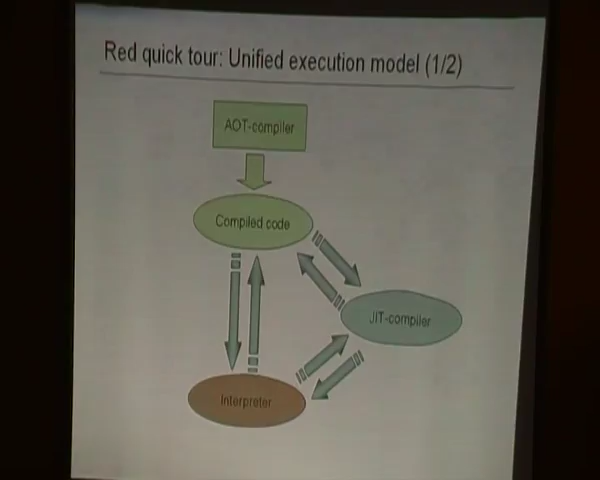 Red quick tour: Unified execution model (1/2)
AOT-compiler
Compiled code
JIT-compiler
Interpreter